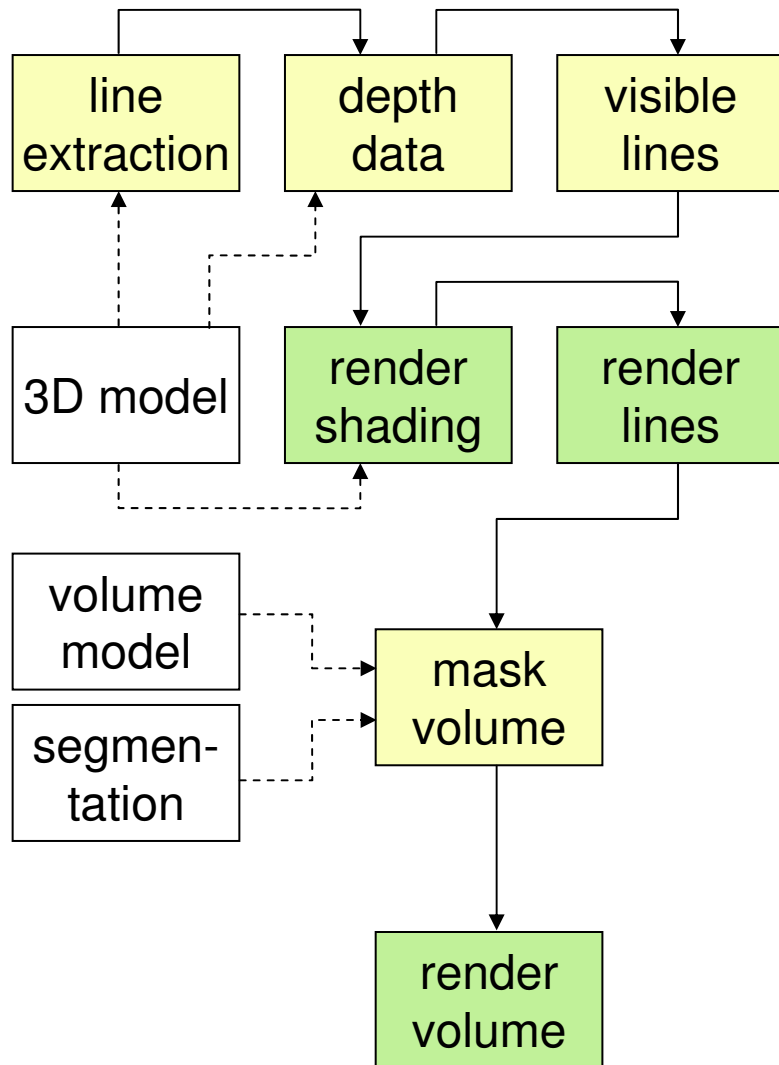 line
extraction
depth
data
visible
lines
3D model
render
shading
render
lines
volume
model
mask
volume
segmen-
tation
render
volume